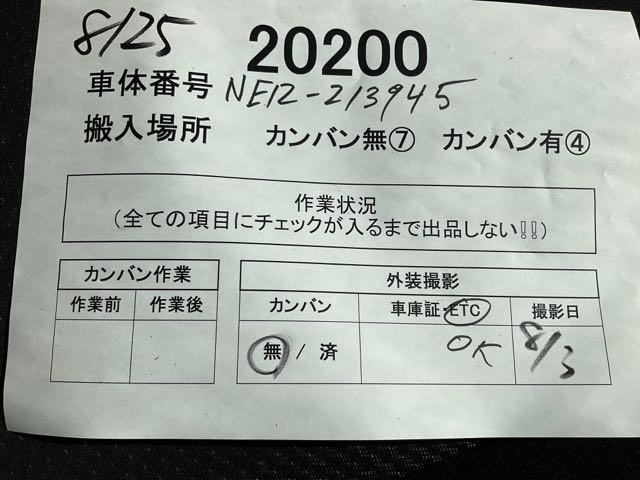 8/25
20200
車体番号 NE12-213945
搬入場所 カンバン無⑦ カンバン有④
作業状況
(全ての項目にチェックが入るまで出品しない!!)
カンバン作業
作業前 作業後
外装撮影
カンバン 車庫証・ETC 撮影日
無 / 済 OK 8/3